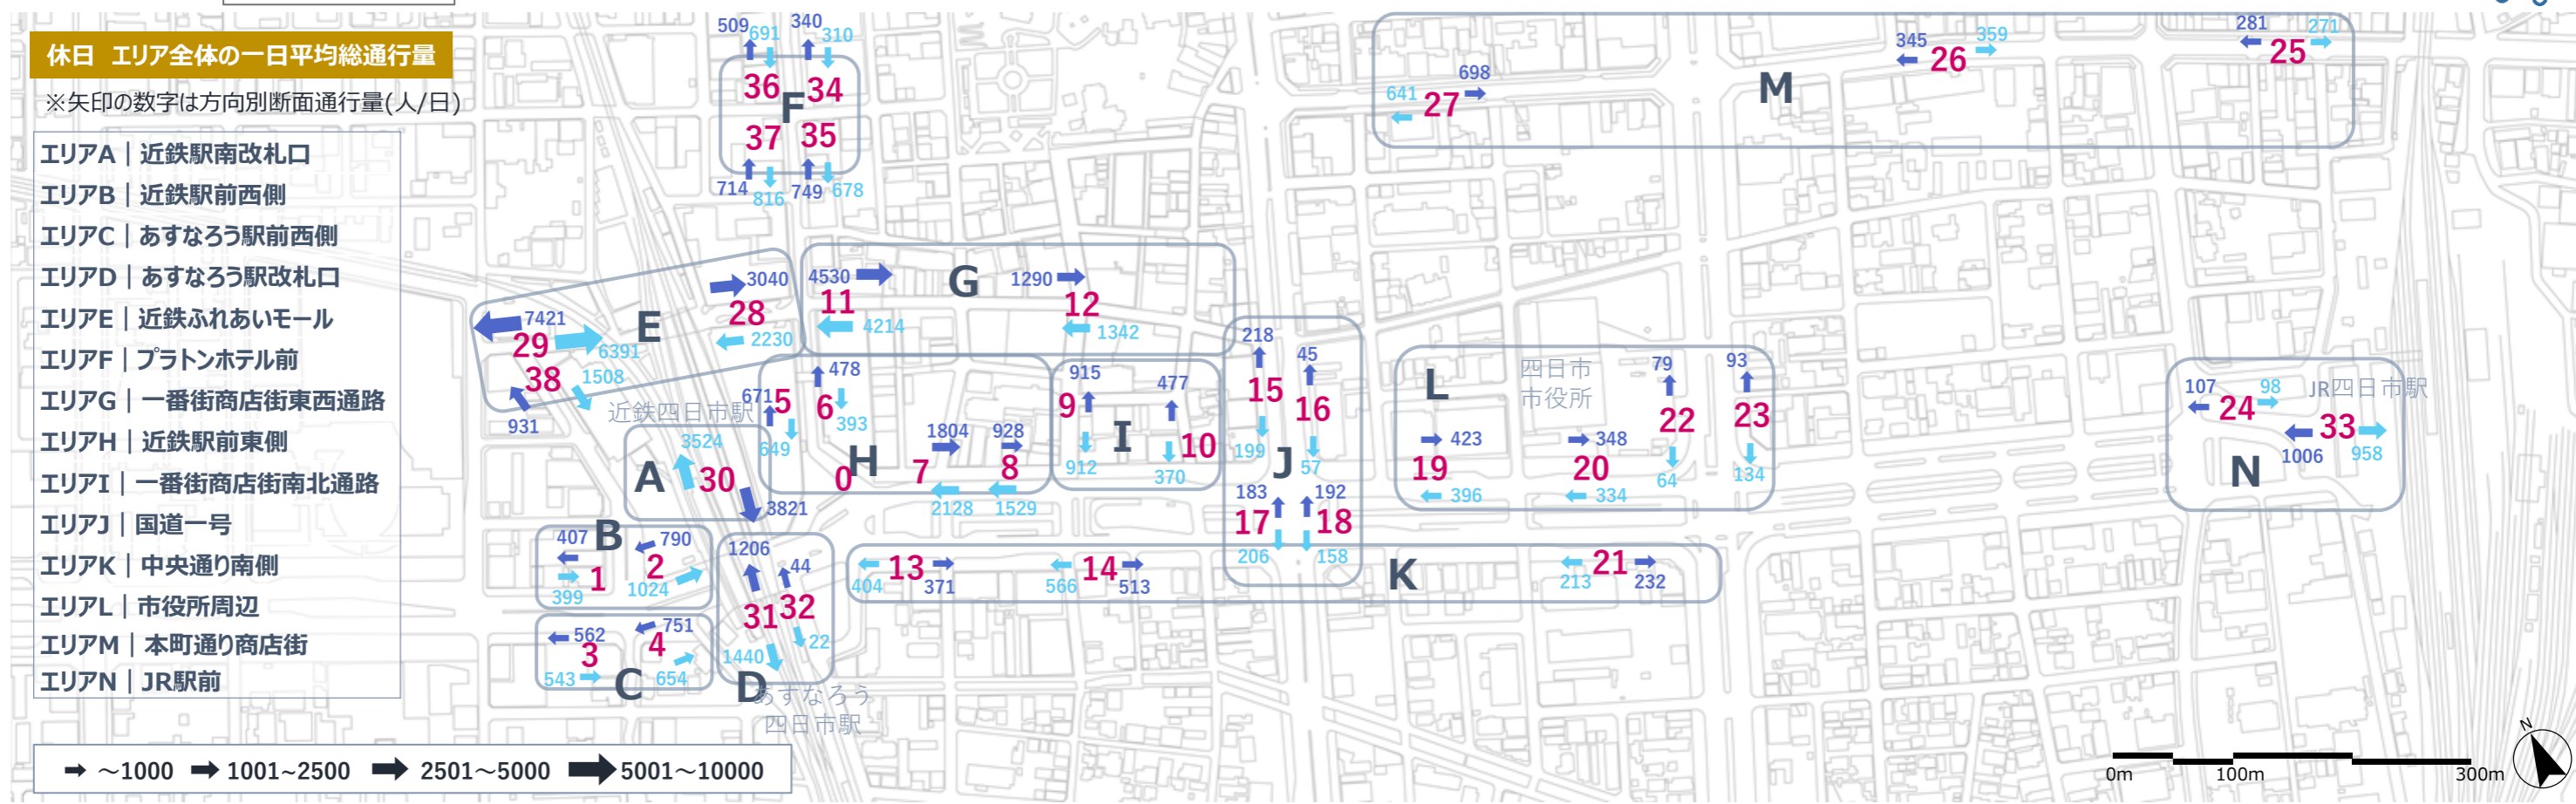 休日 エリア全体の一日平均総通行量
※矢印の数字は方向別断面通行量(人/日)
エリアA｜近鉄駅南改札口
エリアB｜近鉄駅前西側
エリアC｜あすなろう駅前西側
エリアD｜あすなろう駅改札口
エリアE｜近鉄ふれあいモール
エリアF｜プラトンホテル前
エリアG｜一番街商店街東西通路
エリアH｜近鉄駅前東側
エリアI｜一番街商店街南北通路
エリアJ｜国道一号
エリアK｜中央通り南側
エリアL｜市役所周辺
エリアM｜本町通り商店街
エリアN｜JR駅前
509 691 340 310
36 F 34
37 35
714 816 749 678
641 27 698
M
345 26 359
281 25 271
E
7421 29 6391
3040 28 2230
38 1508
931
近鉄四日市駅
G
4530 11 4214
1290 12 1342
671 5 649
478 6 393
H
0
1804 7 2128
928 8 1529
I
915 9 912
477 10 370
218 15 199
45 16 57
J
183 17 206
192 18 158
L
四日市
市役所
423 19 396
348 20 334
79 22 64
93 23 134
107 24 98
JR四日市駅
1006 33 958
N
A
3524 30 3821
B
407 1 399
790 2 1024
562 3 543
751 4 654
C
1206 31 1440
44 32 22
D
あすなろう
四日市駅
404 13 371
566 14 513
K
213 21 232
～1000 1001~2500 2501～5000 5001～10000
0m 100m 300m
N